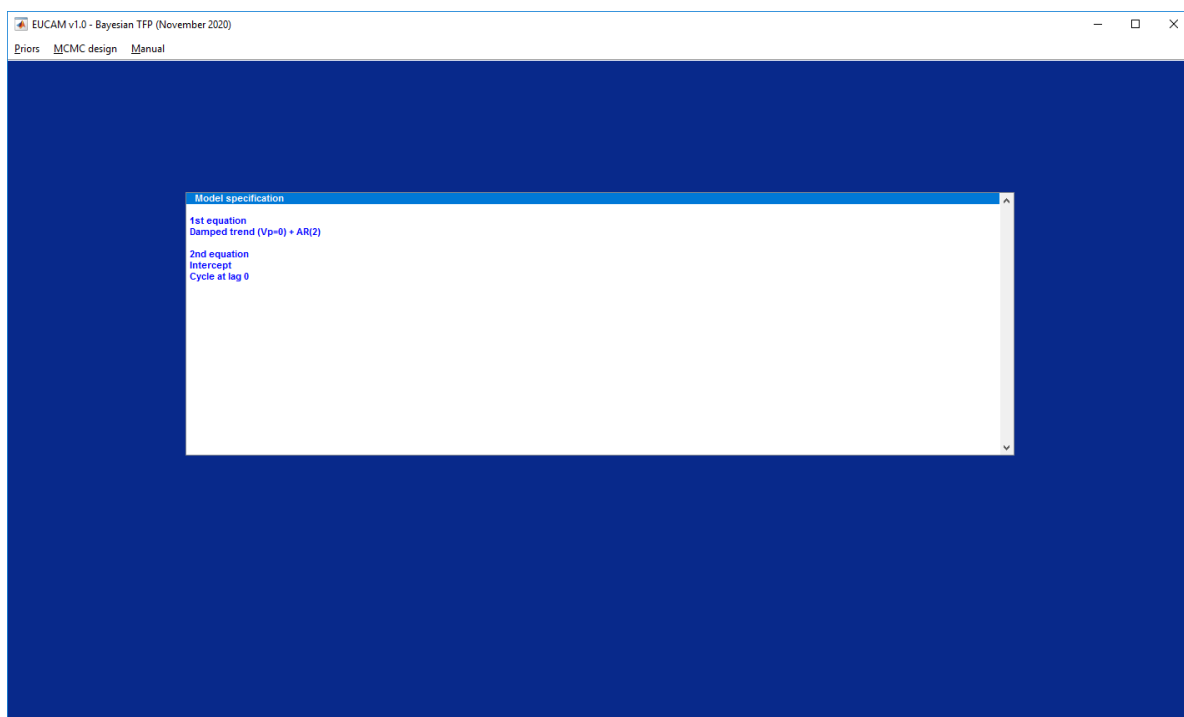 EUCAM v1.0 - Bayesian TFP (November 2020)
Priors MCMC design Manual
Model specification
1st equation
Damped trend (Vp=0) + AR(2)
2nd equation
Intercept
Cycle at lag 0